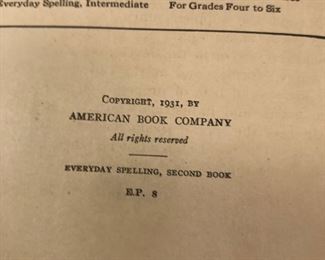 Everyday Spelling, Intermediate For Grades Four to Six
COPYRIGHT, 1931, BY
AMERICAN BOOK COMPANY
All rights reserved
EVERYDAY SPELLING, SECOND BOOK
E.P. 8